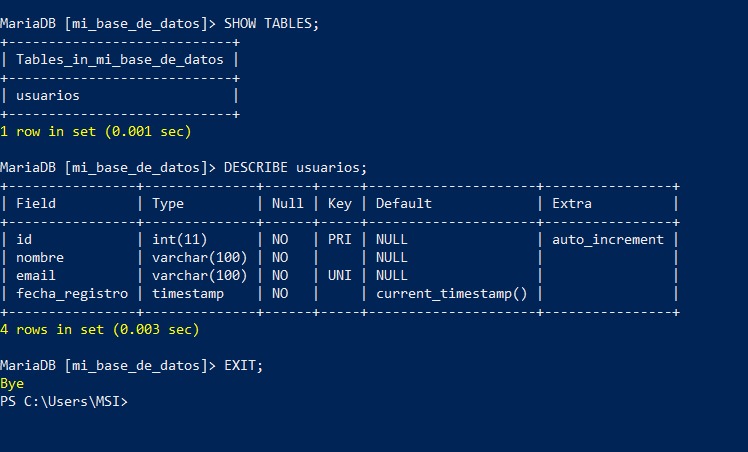 MariaDB [mi_base_de_datos]> SHOW TABLES;
+----------------------------+
| Tables_in_mi_base_de_datos |
+----------------------------+
| usuarios                   |
+----------------------------+
1 row in set (0.001 sec)

MariaDB [mi_base_de_datos]> DESCRIBE usuarios;
+----------------+--------------+------+-----+---------------------+----------------+
| Field          | Type         | Null | Key | Default             | Extra          |
+----------------+--------------+------+-----+---------------------+----------------+
| id             | int(11)      | NO   | PRI | NULL                | auto_increment |
| nombre         | varchar(100) | NO   |     | NULL                |                |
| email          | varchar(100) | NO   | UNI | NULL                |                |
| fecha_registro | timestamp    | NO   |     | current_timestamp() |                |
+----------------+--------------+------+-----+---------------------+----------------+
4 rows in set (0.003 sec)

MariaDB [mi_base_de_datos]> EXIT;
Bye
PS C:\Users\MSI>